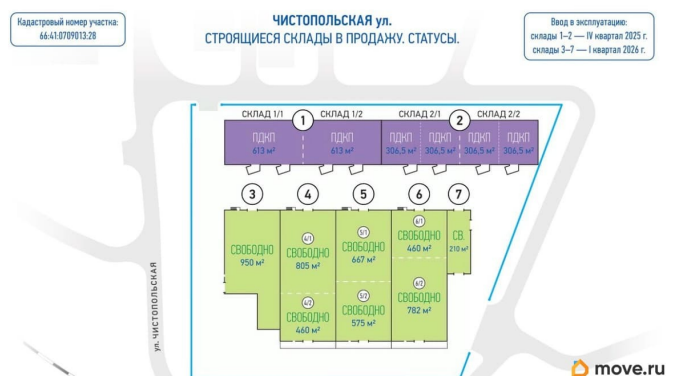 Кадастровый номер участка:
66:41:0709013:28
ЧИСТОПОЛЬСКАЯ ул.
СТРОЯЩИЕСЯ СКЛАДЫ В ПРОДАЖУ. СТАТУСЫ.
Ввод в эксплуатацию:
склады 1–2 — IV квартал 2025 г.
склады 3–7 — I квартал 2026 г.
СКЛАД 1/1
1
СКЛАД 1/2
СКЛАД 2/1
2
СКЛАД 2/2
ПДКП
613 м²
ПДКП
613 м²
ПДКП
306,5 м²
ПДКП
306,5 м²
ПДКП
306,5 м²
ПДКП
306,5 м²
3
4
5
6
7
СВОБОДНО
950 м²
4/1
СВОБОДНО
805 м²
5/1
СВОБОДНО
667 м²
6/1
СВОБОДНО
460 м²
СВ.
210 м²
4/2
СВОБОДНО
460 м²
5/2
СВОБОДНО
575 м²
6/2
СВОБОДНО
782 м²
ул. ЧИСТОПОЛЬСКАЯ
move.ru